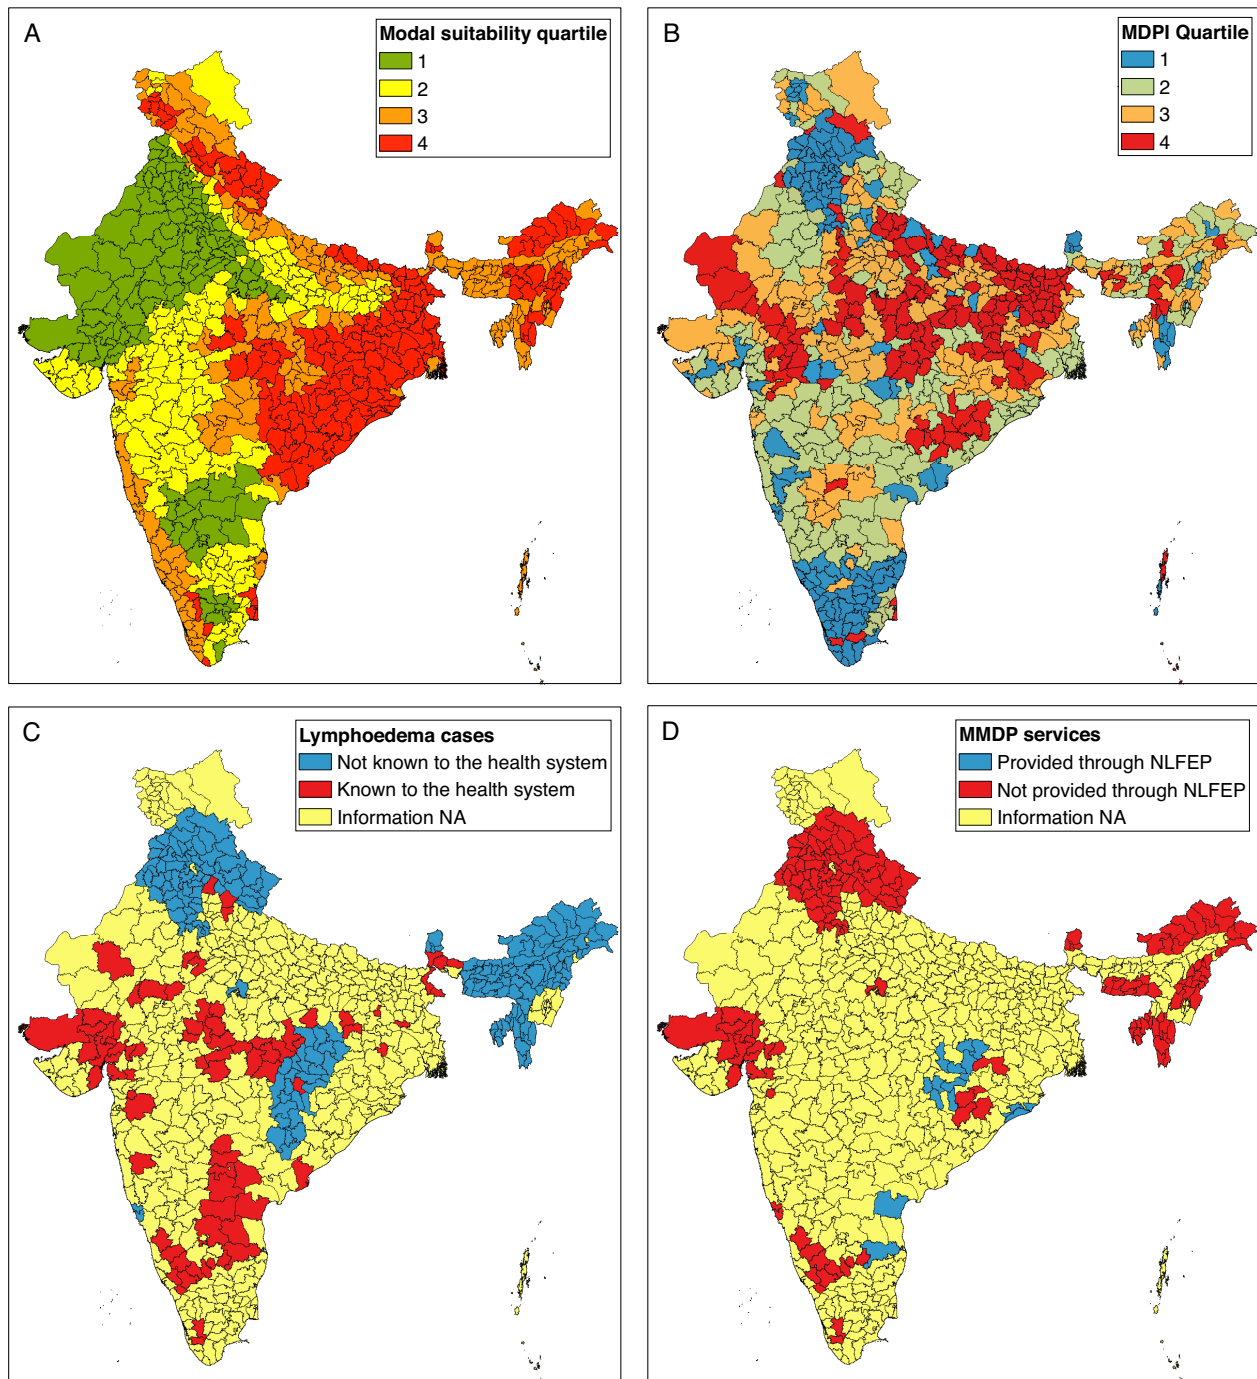 A
Modal suitability quartile
1
2
3
4
B
MDPI Quartile
1
2
3
4
C
Lymphoedema cases
Not known to the health system
Known to the health system
Information NA
D
MMDP services
Provided through NLFEP
Not provided through NLFEP
Information NA